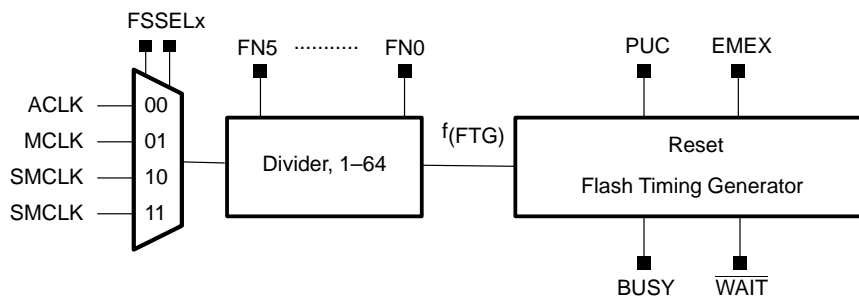 FSSELx
FN5 ........... FN0
PUC EMEX
ACLK 00
MCLK 01
SMCLK 10
SMCLK 11
Divider, 1–64
f(FTG)
Reset
Flash Timing Generator
BUSY WAIT